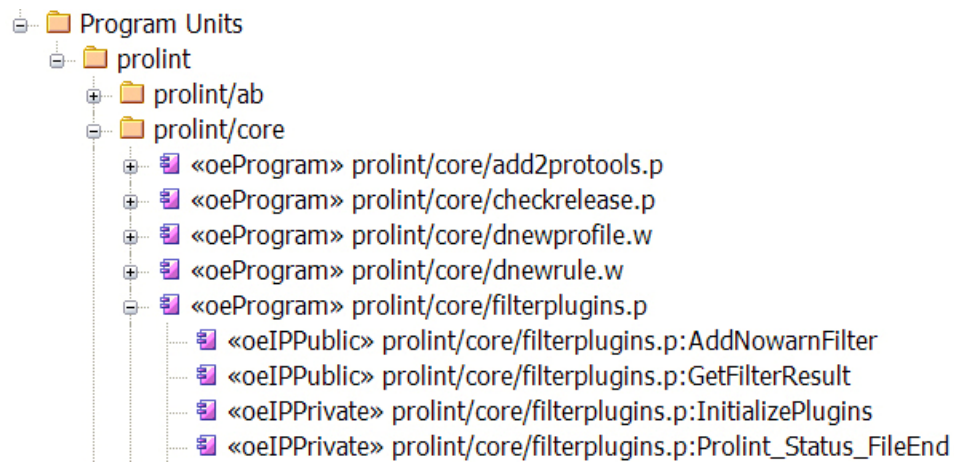 Program Units
prolint
prolint/ab
prolint/core
«oeProgram» prolint/core/add2protools.p
«oeProgram» prolint/core/checkrelease.p
«oeProgram» prolint/core/dnewprofile.w
«oeProgram» prolint/core/dnewrule.w
«oeProgram» prolint/core/filterplugins.p
«oeIPPublic» prolint/core/filterplugins.p:AddNowarnFilter
«oeIPPublic» prolint/core/filterplugins.p:GetFilterResult
«oeIPPrivate» prolint/core/filterplugins.p:InitializePlugins
«oeIPPrivate» prolint/core/filterplugins.p:Prolint_Status_FileEnd